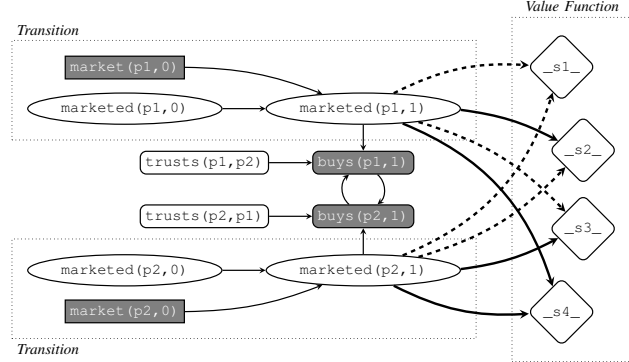 Value Function
Transition
market(p1,0)
_s1_
marketed(p1,0)
marketed(p1,1)
trusts(p1,p2)
buys(p1,1)
_s2_
trusts(p2,p1)
buys(p2,1)
_s3_
marketed(p2,0)
marketed(p2,1)
market(p2,0)
_s4_
Transition